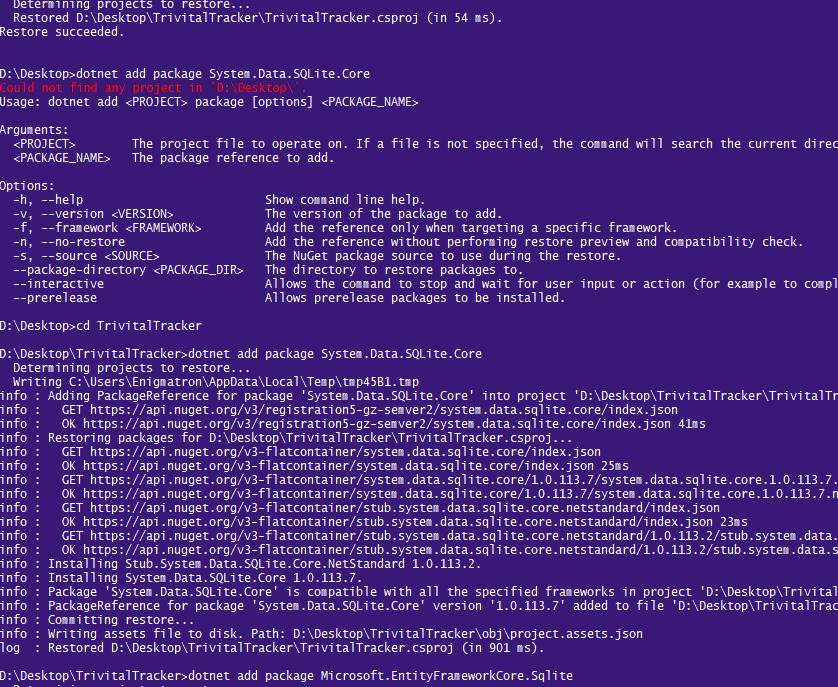 Determining projects to restore...
Restored D:\Desktop\TrivitalTracker\TrivitalTracker.csproj (in 54 ms).
Restore succeeded.
D:\Desktop>dotnet add package System.Data.SQLite.Core
Could not find any project in `D:\Desktop\`.
Usage: dotnet add <PROJECT> package [options] <PACKAGE_NAME>
Arguments:
<PROJECT> The project file to operate on. If a file is not specified, the command will search the current direc
<PACKAGE_NAME> The package reference to add.
Options:
-h, --help Show command line help.
-v, --version <VERSION> The version of the package to add.
-f, --framework <FRAMEWORK> Add the reference only when targeting a specific framework.
-n, --no-restore Add the reference without performing restore preview and compatibility check.
-s, --source <SOURCE> The NuGet package source to use during the restore.
--package-directory <PACKAGE_DIR> The directory to restore packages to.
--interactive Allows the command to stop and wait for user input or action (for example to compl
--prerelease Allows prerelease packages to be installed.
D:\Desktop>cd TrivitalTracker
D:\Desktop\TrivitalTracker>dotnet add package System.Data.SQLite.Core
Determining projects to restore...
Writing C:\Users\Enigmatron\AppData\Local\Temp\tmp45B1.tmp
info : Adding PackageReference for package 'System.Data.SQLite.Core' into project 'D:\Desktop\TrivitalTracker\TrivitalTr
info : GET https://api.nuget.org/v3/registration5-gz-semver2/system.data.sqlite.core/index.json
info : OK https://api.nuget.org/v3/registration5-gz-semver2/system.data.sqlite.core/index.json 41ms
info : Restoring packages for D:\Desktop\TrivitalTracker\TrivitalTracker.csproj...
info : GET https://api.nuget.org/v3-flatcontainer/system.data.sqlite.core/index.json
info : OK https://api.nuget.org/v3-flatcontainer/system.data.sqlite.core/index.json 25ms
info : GET https://api.nuget.org/v3-flatcontainer/system.data.sqlite.core/1.0.113.7/system.data.sqlite.core.1.0.113.7.
info : OK https://api.nuget.org/v3-flatcontainer/system.data.sqlite.core/1.0.113.7/system.data.sqlite.core.1.0.113.7.n
info : GET https://api.nuget.org/v3-flatcontainer/stub.system.data.sqlite.core.netstandard/index.json
info : OK https://api.nuget.org/v3-flatcontainer/stub.system.data.sqlite.core.netstandard/index.json 23ms
info : GET https://api.nuget.org/v3-flatcontainer/stub.system.data.sqlite.core.netstandard/1.0.113.2/stub.system.data.
info : OK https://api.nuget.org/v3-flatcontainer/stub.system.data.sqlite.core.netstandard/1.0.113.2/stub.system.data.s
info : Installing Stub.System.Data.SQLite.Core.NetStandard 1.0.113.2.
info : Installing System.Data.SQLite.Core 1.0.113.7.
info : Package 'System.Data.SQLite.Core' is compatible with all the specified frameworks in project 'D:\Desktop\Trivital
info : PackageReference for package 'System.Data.SQLite.Core' version '1.0.113.7' added to file 'D:\Desktop\TrivitalTrac
info : Committing restore...
info : Writing assets file to disk. Path: D:\Desktop\TrivitalTracker\obj\project.assets.json
log : Restored D:\Desktop\TrivitalTracker\TrivitalTracker.csproj (in 901 ms).
D:\Desktop\TrivitalTracker>dotnet add package Microsoft.EntityFrameworkCore.Sqlite